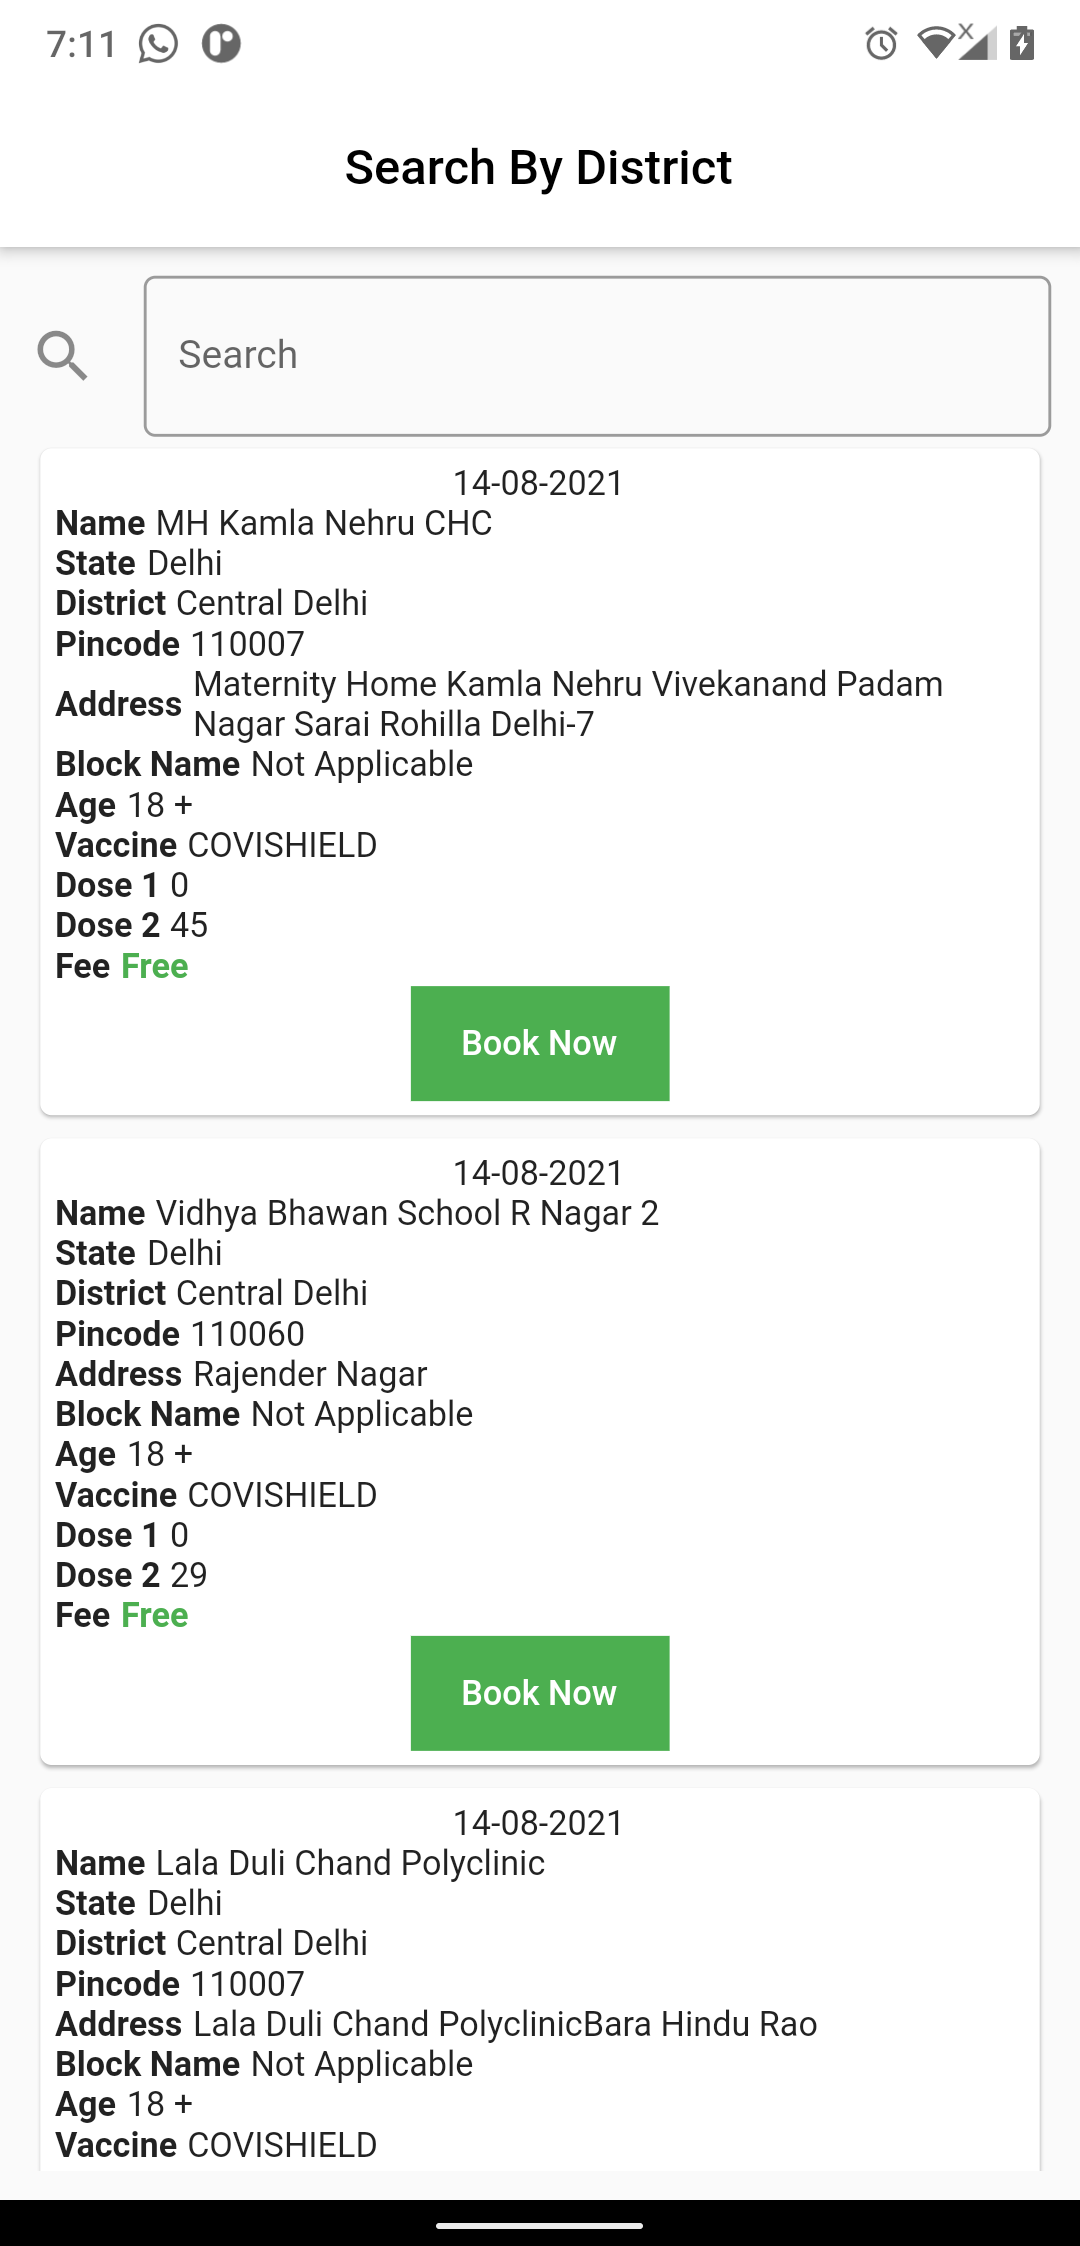 7:11
Search By District
Search
14-08-2021
Name MH Kamla Nehru CHC
State Delhi
District Central Delhi
Pincode 110007
Address Maternity Home Kamla Nehru Vivekanand Padam
Nagar Sarai Rohilla Delhi-7
Block Name Not Applicable
Age 18 +
Vaccine COVISHIELD
Dose 1 0
Dose 2 45
Fee Free
Book Now
14-08-2021
Name Vidhya Bhawan School R Nagar 2
State Delhi
District Central Delhi
Pincode 110060
Address Rajender Nagar
Block Name Not Applicable
Age 18 +
Vaccine COVISHIELD
Dose 1 0
Dose 2 29
Fee Free
Book Now
14-08-2021
Name Lala Duli Chand Polyclinic
State Delhi
District Central Delhi
Pincode 110007
Address Lala Duli Chand PolyclinicBara Hindu Rao
Block Name Not Applicable
Age 18 +
Vaccine COVISHIELD